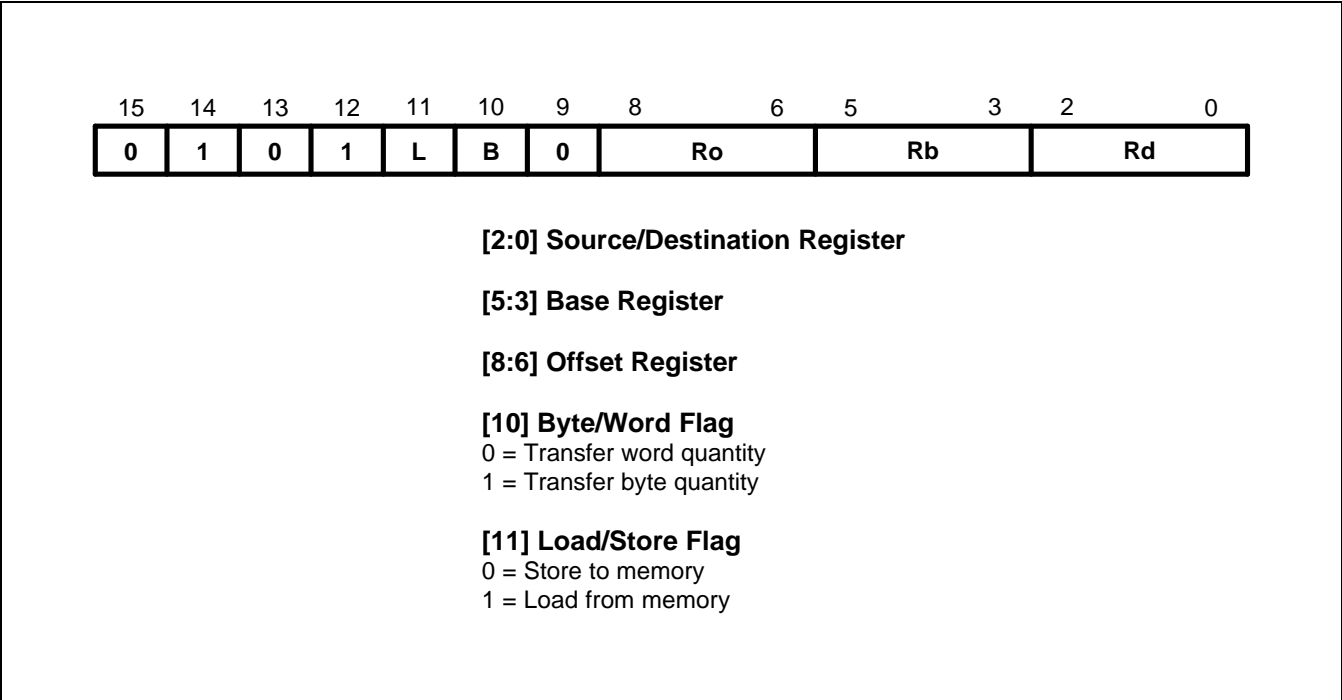 15 14 13 12 11 10 9 8 6 5 3 2 0
0 1 0 1 L B 0 Ro Rb Rd
[2:0] Source/Destination Register
[5:3] Base Register
[8:6] Offset Register
[10] Byte/Word Flag
0 = Transfer word quantity
1 = Transfer byte quantity
[11] Load/Store Flag
0 = Store to memory
1 = Load from memory